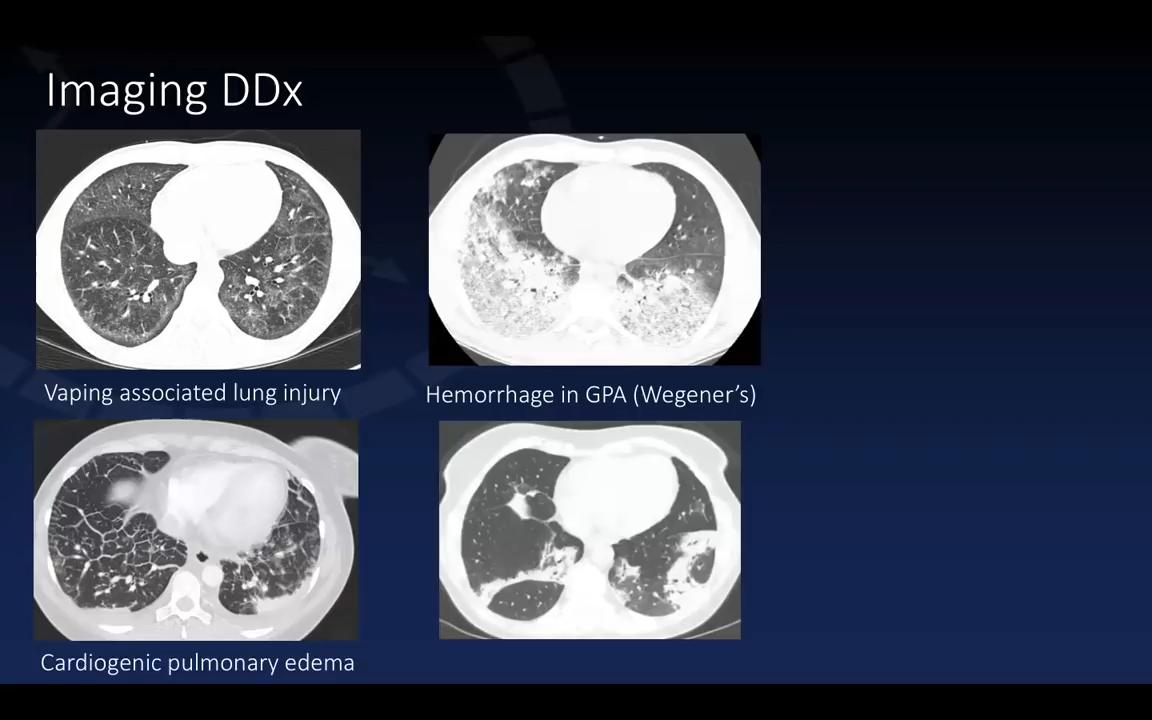 Imaging DDx
Vaping associated lung injury
Hemorrhage in GPA (Wegener’s)
Cardiogenic pulmonary edema